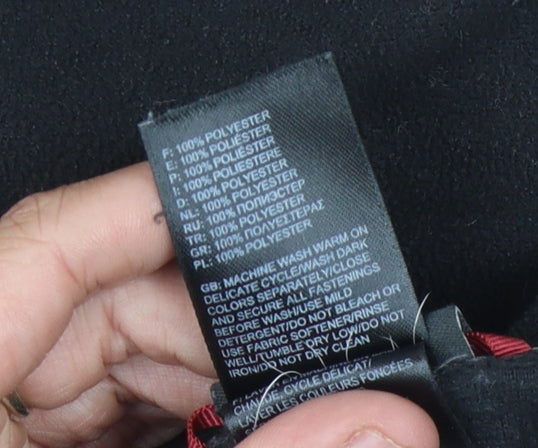 F: 100% POLYESTER
E: 100% POLIÉSTER
P: 100% POLIÉSTER
I: 100% POLIESTERE
D: 100% POLYESTER
NL: 100% POLYESTER
RU: 100% ПОЛИЭСТЕР
TR: 100% POLYESTER
GR: 100% ΠΟΛΥΕΣΤΕΡΑΣ
PL: 100% POLYESTER
GB: MACHINE WASH WARM ON
DELICATE CYCLE/WASH DARK
COLORS SEPARATELY/CLOSE
AND SECURE ALL FASTENINGS
BEFORE WASH/USE MILD
DETERGENT/DO NOT BLEACH OR
USE FABRIC SOFTENER/RINSE
WELL/TUMBLE DRY LOW/DO NOT
IRON/DO NOT DRY CLEAN
CYCLE DÉLICAT/
LAVER LES COULEURS FONCÉES